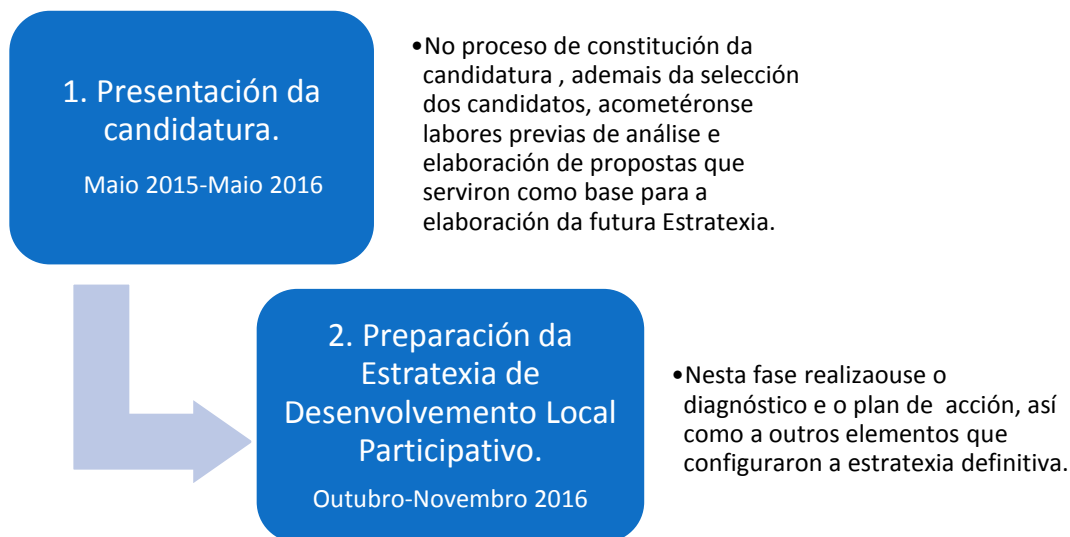 1. Presentación da
candidatura.
Maio 2015-Maio 2016
•No proceso de constitución da
candidatura , ademais da selección
dos candidatos, acometéronse
labores previas de análise e
elaboración de propostas que
serviron como base para a
elaboración da futura Estratexia.
2. Preparación da
Estratexia de
Desenvolvemento Local
Participativo.
Outubro-Novembro 2016
•Nesta fase realizaouse o
diagnóstico e o plan de  acción, así
como a outros elementos que
configuraron a estratexia definitiva.